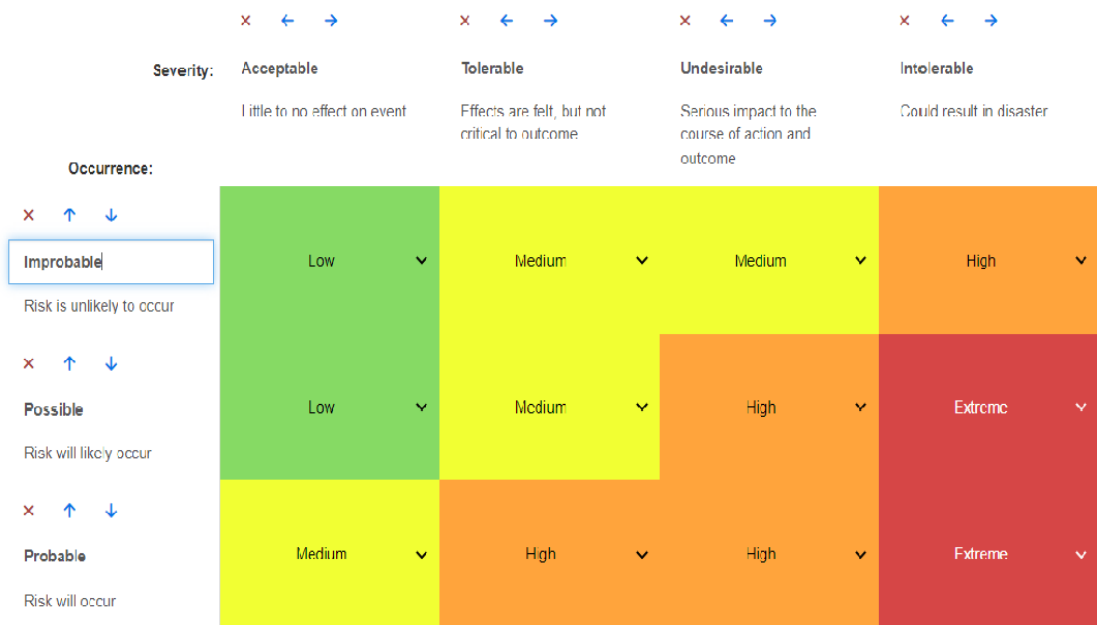 Severity:
Acceptable
Tolerable
Undesirable
Intolerable
Little to no effect on event
Effects are felt, but not
critical to outcome
Serious impact to the
course of action and
outcome
Could result in disaster
Occurrence:
Improbable
Risk is unlikely to occur
Low
Medium
Medium
High
Possible
Risk will likely occur
Low
Medium
High
Extreme
Probable
Risk will occur
Medium
High
High
Extreme